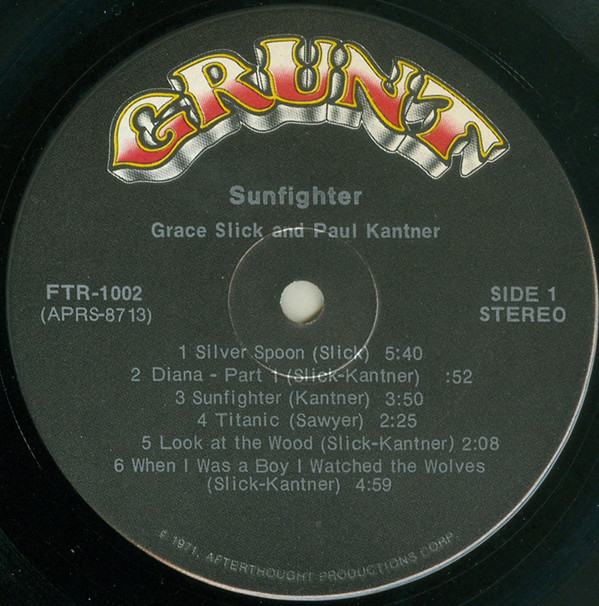 GRUNT
Sunfighter
Grace Slick and Paul Kantner
FTR-1002
(APRS-8713)
SIDE 1
STEREO
1 Silver Spoon (Slick) 5:40
2 Diana - Part 1 (Slick-Kantner) :52
3 Sunfighter (Kantner) 3:50
4 Titanic (Sawyer) 2:25
5 Look at the Wood (Slick-Kantner) 2:08
6 When I Was a Boy I Watched the Wolves
(Slick-Kantner) 4:59
℗ 1971, AFTERTHOUGHT PRODUCTIONS CORP.